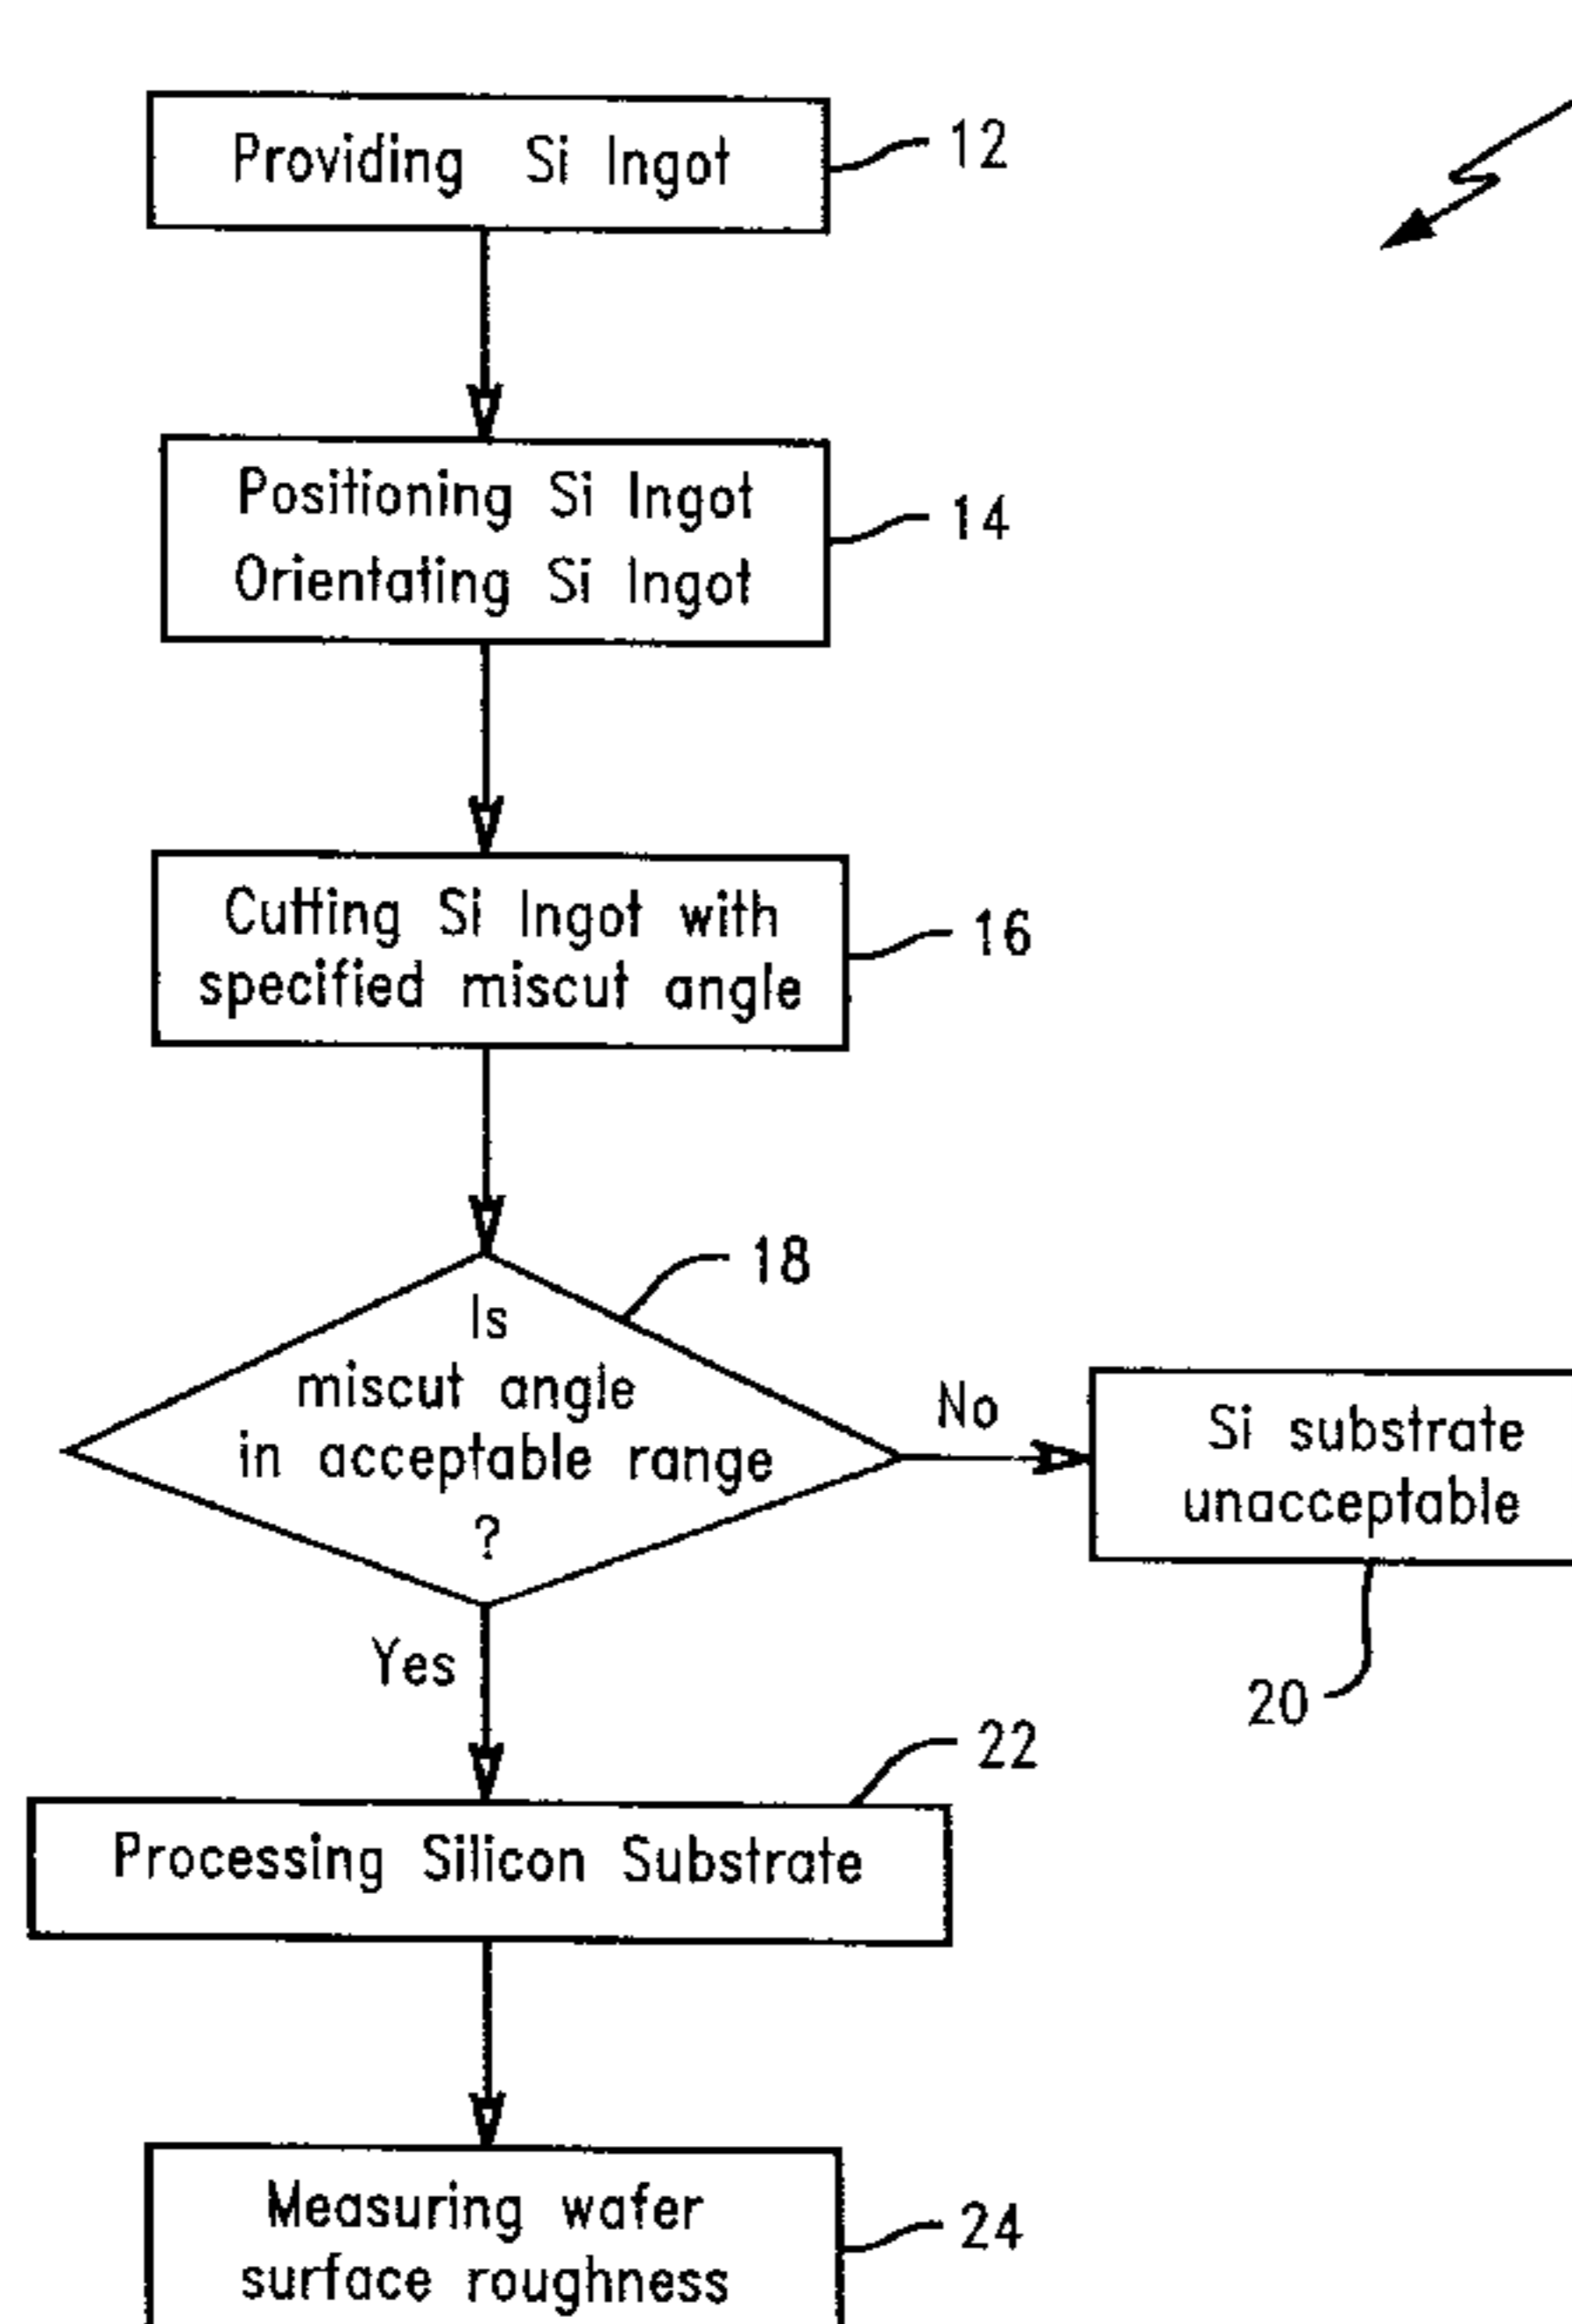 Providing Si Ingot
12
Positioning Si Ingot
Orientating Si Ingot
14
Cutting Si Ingot with
specified miscut angle
16
18
Is
miscut angle
in acceptable range
?
No
Si substrate
unacceptable
20
Yes
22
Processing Silicon Substrate
Measuring wafer
surface roughness
24